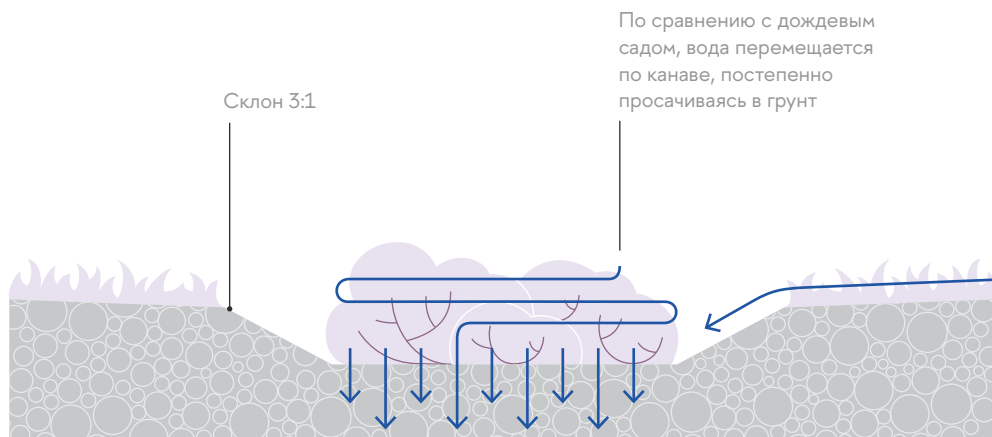 По сравнению с дождевым
садом, вода перемещается
по канаве, постепенно
просачиваясь в грунт
Склон 3:1